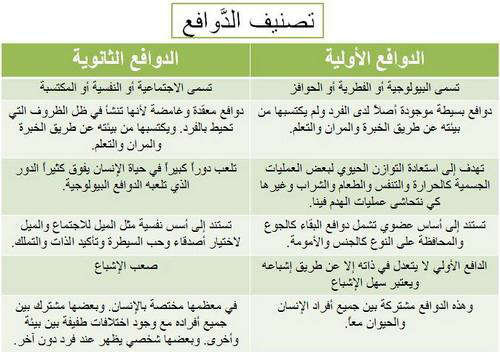 تصنيف الدَّوافع
الدوافع الأولية
الدوافع الثانوية
تسمى البيولوجية أو الفطرية أو الحوافز
تسمى الاجتماعية أو النفسية أو المكتسبة
دوافع بسيطة موجودة أصلاً لدى الفرد ولم يكتسبها من
بيئته عن طريق الخبرة والمران والتعلم.
دوافع معقدة وغامضة لأنها تنشأ في ظل الظروف التي
تحيط بالفرد. ويكتسبها من بيئته عن طريق الخبرة
والمران والتعلم.
تهدف إلى استعادة التوازن الحيوي لبعض العمليات
الجسمية كالحرارة والتنفس والطعام والشراب وغيرها
كي نتحاشى عمليات الهدم فينا.
تلعب دوراً كبيراً في حياة الإنسان يفوق كثيراً الدور
الذي تلعبه الدوافع البيولوجية.
تستند إلى أساس عضوي تشمل دوافع البقاء كالجوع
والمحافظة على النوع كالجنس والأمومة.
تستند إلى أسس نفسية مثل الميل للاجتماع والميل
لاختيار أصدقاء وحب السيطرة وتأكيد الذات والتملك.
الدافع الأولي لا يتعدل في ذاته إلا عن طريق إشباعه
ويعتبر سهل الإشباع
صعب الإشباع
وهذه الدوافع مشتركة بين جميع أفراد الإنسان
والحيوان معاً.
في معظمها مختصة بالإنسان. وبعضها مشترك بين
جميع أفراده مع وجود اختلافات طفيفة بين بيئة
وأخرى. وبعضها شخصي يظهر عند فرد دون آخر.